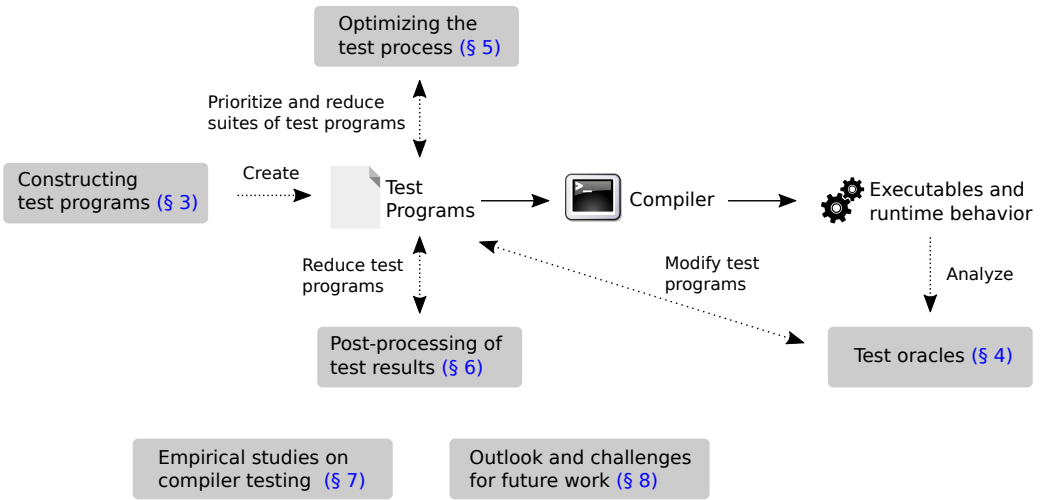 Optimizing the
test process (§ 5)
Prioritize and reduce
suites of test programs
Constructing
test programs (§ 3)
Create
Test
Programs
>_
Compiler
Executables and
runtime behavior
Reduce test
programs
Modify test
programs
Analyze
Post-processing of
test results (§ 6)
Test oracles (§ 4)
Empirical studies on
compiler testing (§ 7)
Outlook and challenges
for future work (§ 8)